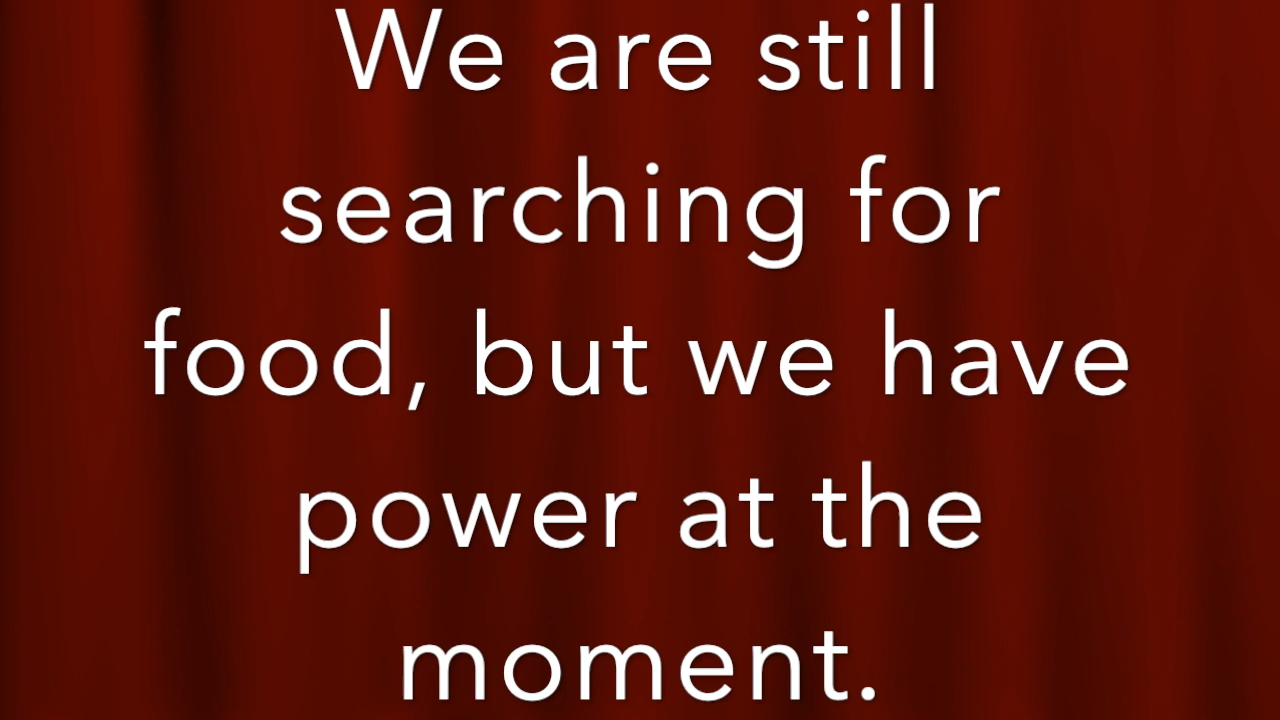 We are still
searching for
food, but we have
power at the
moment.